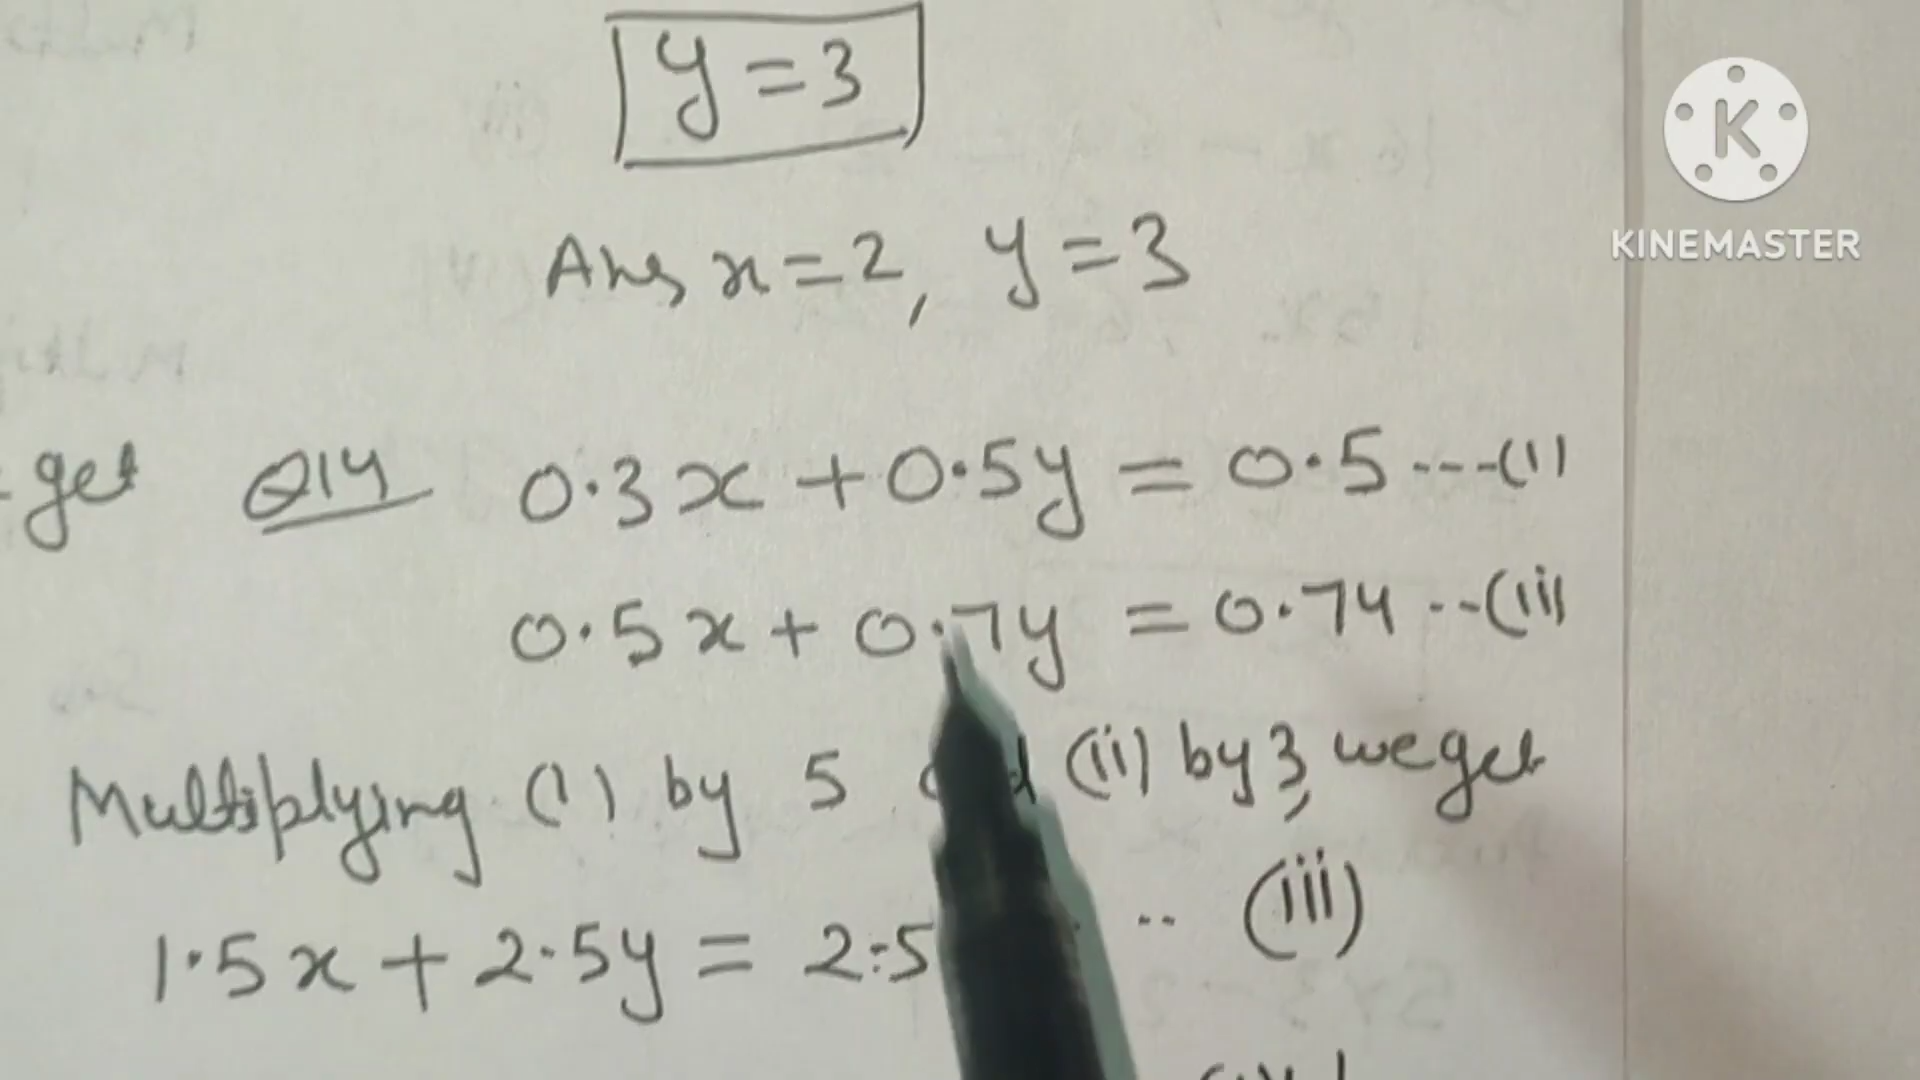 y = 3
Ans x = 2, y = 3
K
KINEMASTER
get Q14 0.3x + 0.5y = 0.5 ---(i)
0.5x + 0.7y = 0.74 --(ii)
Multiplying (i) by 5 (ii) by 3, we get
1.5x + 2.5y = 2.5 -- (iii)